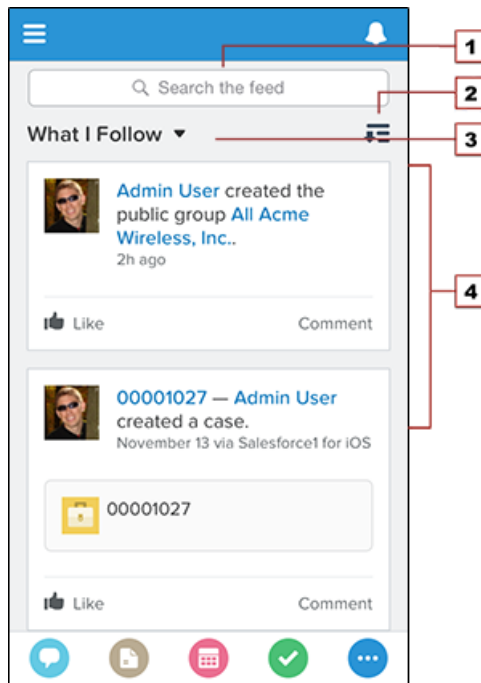 1
Search the feed
2
What I Follow
3
Admin User created the
public group All Acme
Wireless, Inc..
2h ago
4
Like Comment
00001027 — Admin User
created a case.
November 13 via Salesforce1 for iOS
00001027
Like Comment